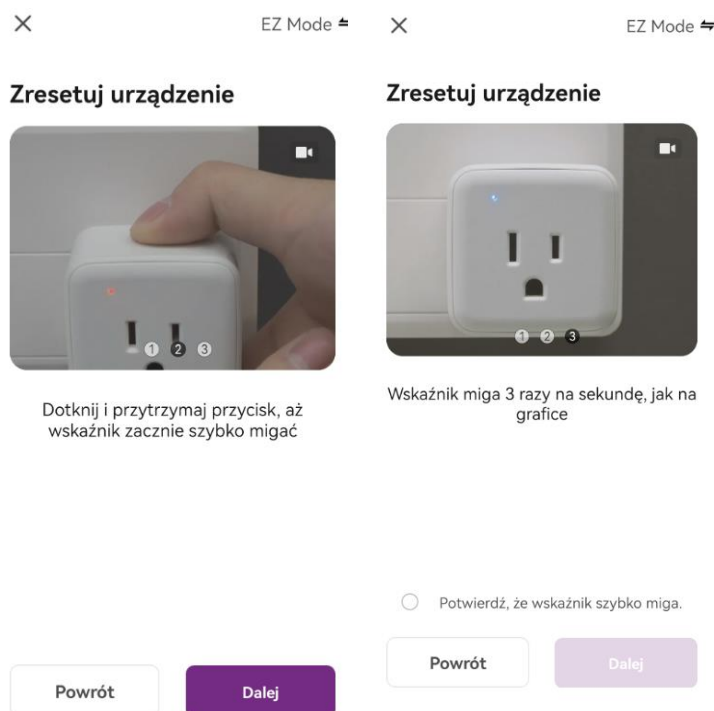 EZ Mode
Zresetuj urządzenie
1 2 3
Dotknij i przytrzymaj przycisk, aż
wskaźnik zacznie szybko migać
Powrót
Dalej
EZ Mode
Zresetuj urządzenie
1 2 3
Wskaźnik miga 3 razy na sekundę, jak na
grafice
Potwierdź, że wskaźnik szybko miga.
Powrót
Dalej